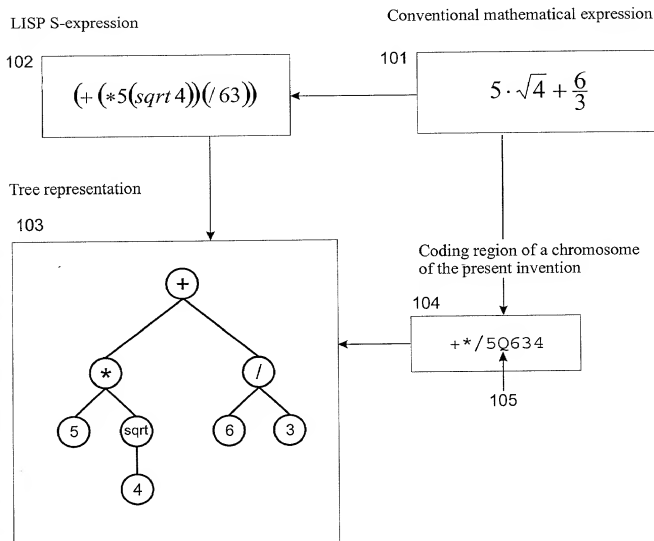 LISP S-expression
Conventional mathematical expression
102
(+ (*5(sqrt 4))(/ 63))
101
5 · √4 + 6/3
Tree representation
103
+
*
/
5
sqrt
6
3
4
Coding region of a chromosome
of the present invention
104
+*/5Q634
105